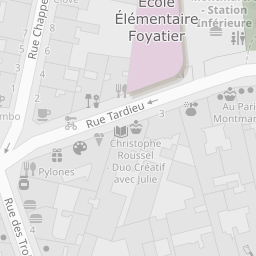 École
Élémentaire
Foyatier
- Station
Inférieure
Rue Chappe
Rue Tardieu
3
Au Pari
Montmar
Christophe
Roussel
Duo Créatif
avec Julie
Pylones
4
Rue des Tro